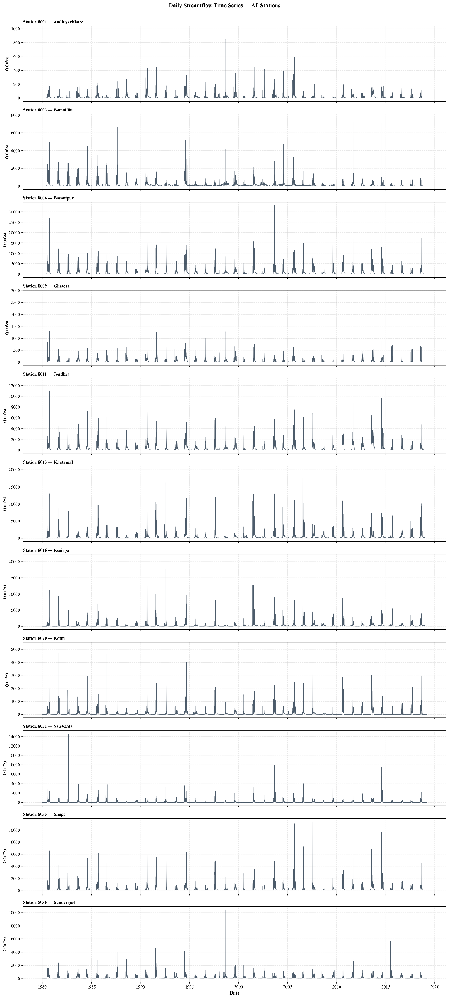 Daily Streamflow Time Series — All Stations
Station 8001 — Andhiyarkhore
1000
800
600
400
200
0
Q (m³/s)
Station 8003 — Bamnidhi
8000
6000
4000
2000
0
Q (m³/s)
Station 8006 — Basantpur
30000
25000
20000
15000
10000
5000
0
Q (m³/s)
Station 8009 — Ghatora
3000
2500
2000
1500
1000
500
0
Q (m³/s)
Station 8011 — Jondhra
12000
10000
8000
6000
4000
2000
0
Q (m³/s)
Station 8013 — Kantamal
20000
15000
10000
5000
0
Q (m³/s)
Station 8016 — Kesinga
20000
15000
10000
5000
0
Q (m³/s)
Station 8020 — Kotni
5000
4000
3000
2000
1000
0
Q (m³/s)
Station 8031 — Salebhata
14000
12000
10000
8000
6000
4000
2000
0
Q (m³/s)
Station 8035 — Simga
10000
8000
6000
4000
2000
0
Q (m³/s)
Station 8036 — Sundergarh
10000
8000
6000
4000
2000
0
Q (m³/s)
1980 1985 1990 1995 2000 2005 2010 2015 2020
Date